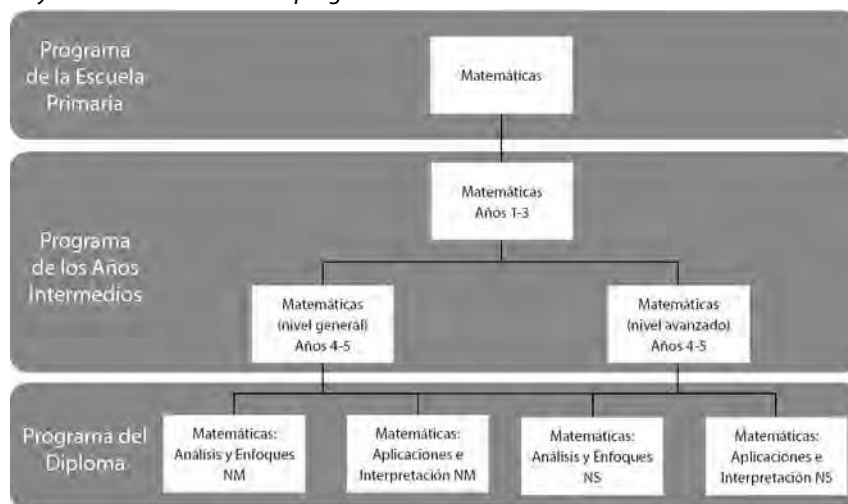 Programa
de la Escuela
Primaria
Matemáticas
Matemáticas
Años 1-3
Programa
de los Años
Intermedios
Matemáticas
(nivel general)
Años 4-5
Matemáticas
(nivel avanzado)
Años 4-5
Programa del
Diploma
Matemáticas:
Análisis y Enfoques
NM
Matemáticas:
Aplicaciones e
Interpretación NM
Matemáticas:
Análisis y Enfoques
NS
Matemáticas:
Aplicaciones e
Interpretación NS